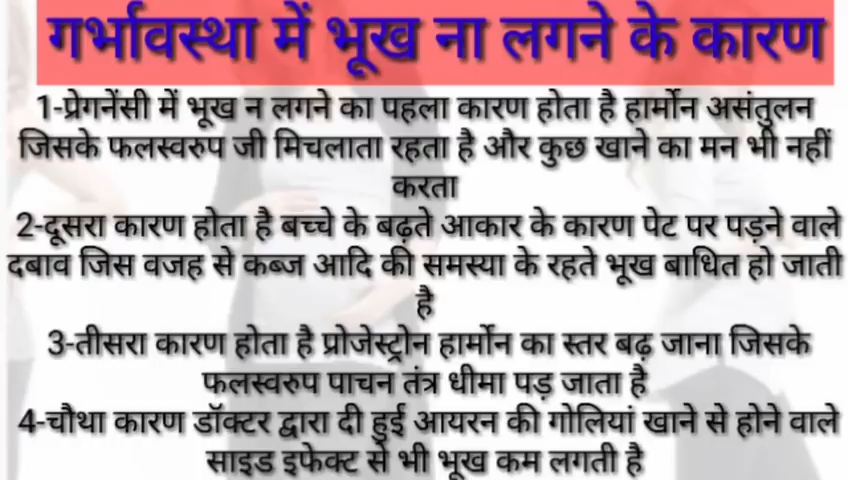 गर्भावस्था में भूख ना लगने के कारण
1-प्रेगनेंसी में भूख न लगने का पहला कारण होता है हार्मोन असंतुलन
जिसके फलस्वरुप जी मिचलाता रहता है और कुछ खाने का मन भी नहीं
करता
2-दूसरा कारण होता है बच्चे के बढ़ते आकार के कारण पेट पर पड़ने वाले
दबाव जिस वजह से कब्ज आदि की समस्या के रहते भूख बाधित हो जाती
है
3-तीसरा कारण होता है प्रोजेस्ट्रोन हार्मोन का स्तर बढ़ जाना जिसके
फलस्वरुप पाचन तंत्र धीमा पड़ जाता है
4-चौथा कारण डॉक्टर द्वारा दी हुई आयरन की गोलियां खाने से होने वाले
साइड इफेक्ट से भी भूख कम लगती है